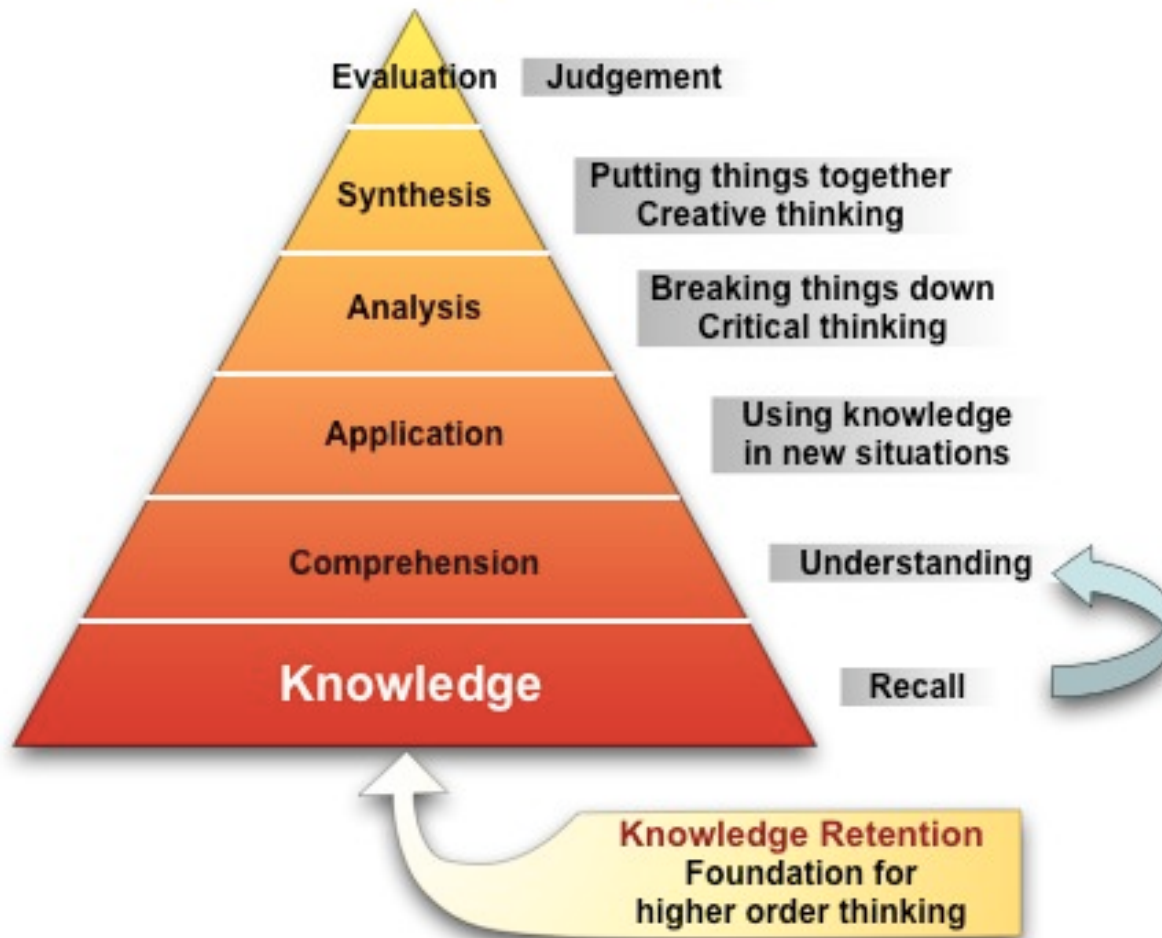 Evaluation
Judgement
Synthesis
Putting things together
Creative thinking
Analysis
Breaking things down
Critical thinking
Application
Using knowledge
in new situations
Comprehension
Understanding
Knowledge
Recall
Knowledge Retention
Foundation for
higher order thinking